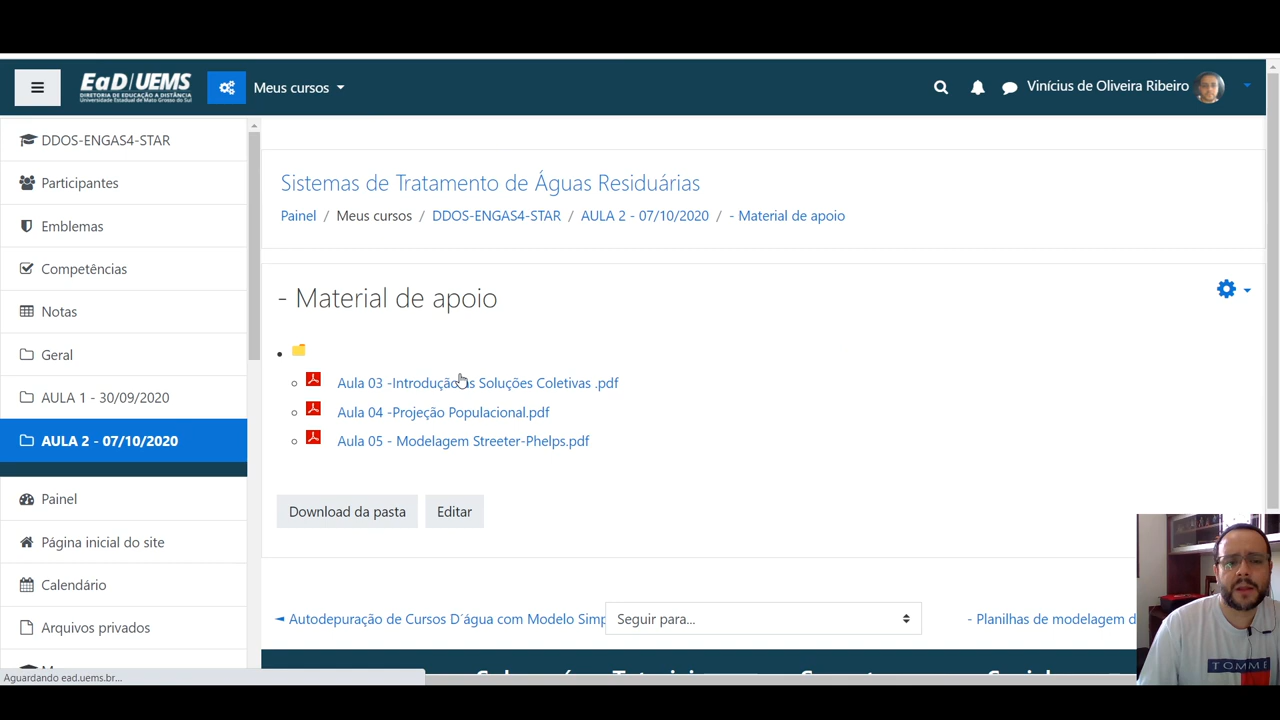 EaD|UEMS
DIRETORIA DE EDUCAÇÃO A DISTÂNCIA
Universidade Estadual de Mato Grosso do Sul
Meus cursos
Vinícius de Oliveira Ribeiro
DDOS-ENGAS4-STAR
Participantes
Emblemas
Competências
Notas
Geral
AULA 1 - 30/09/2020
AULA 2 - 07/10/2020
Painel
Página inicial do site
Calendário
Arquivos privados
Sistemas de Tratamento de Águas Residuárias
Painel / Meus cursos / DDOS-ENGAS4-STAR / AULA 2 - 07/10/2020 / - Material de apoio
- Material de apoio
Aula 03 -Introdução às Soluções Coletivas .pdf
Aula 04 -Projeção Populacional.pdf
Aula 05 - Modelagem Streeter-Phelps.pdf
Download da pasta
Editar
◄ Autodepuração de Cursos D´água com Modelo Simp
Seguir para...
- Planilhas de modelagem d
Aguardando ead.uems.br...
TOMME